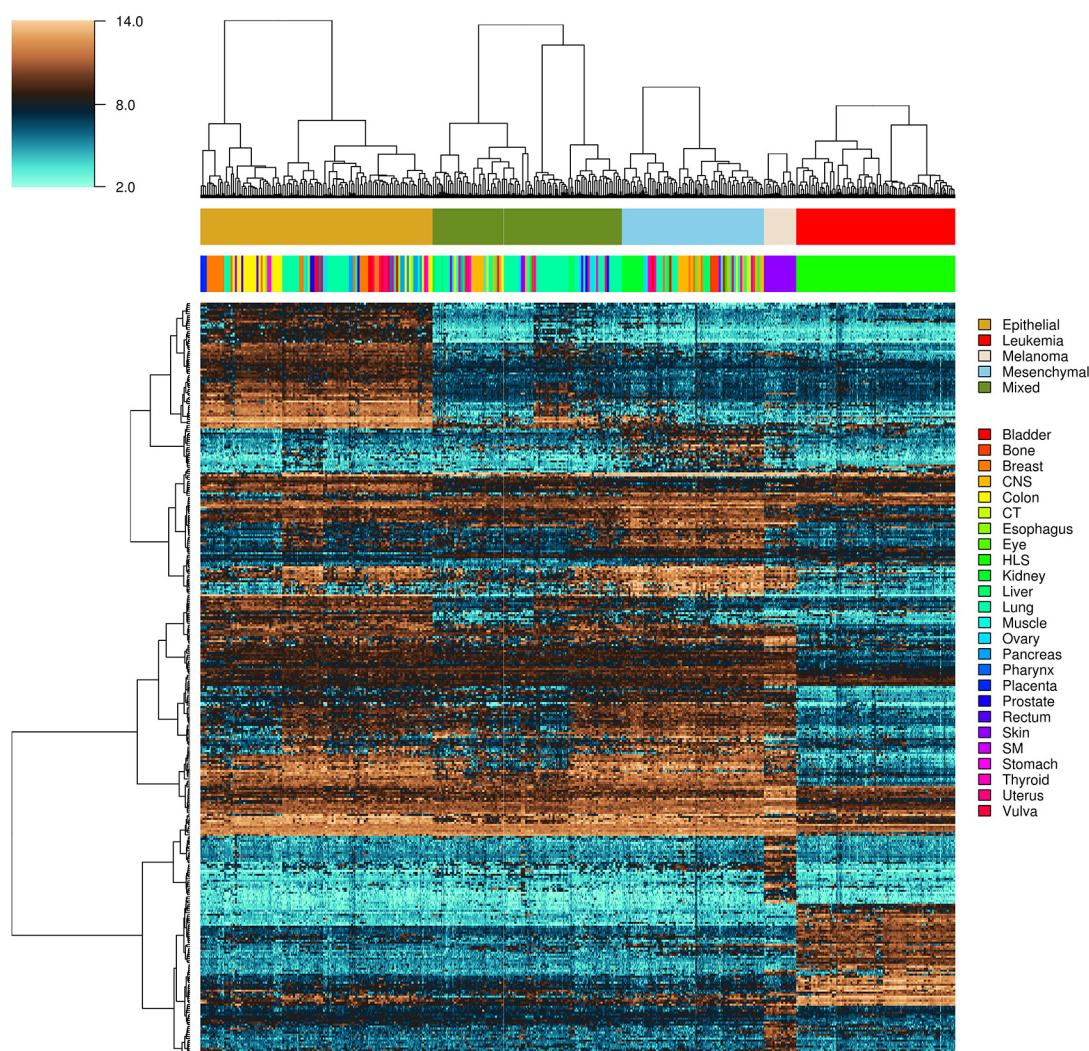 14.0
8.0
2.0
Epithelial
Leukemia
Melanoma
Mesenchymal
Mixed
Bladder
Bone
Breast
CNS
Colon
CT
Esophagus
Eye
HLS
Kidney
Liver
Lung
Muscle
Ovary
Pancreas
Pharynx
Placenta
Prostate
Rectum
Skin
SM
Stomach
Thyroid
Uterus
Vulva